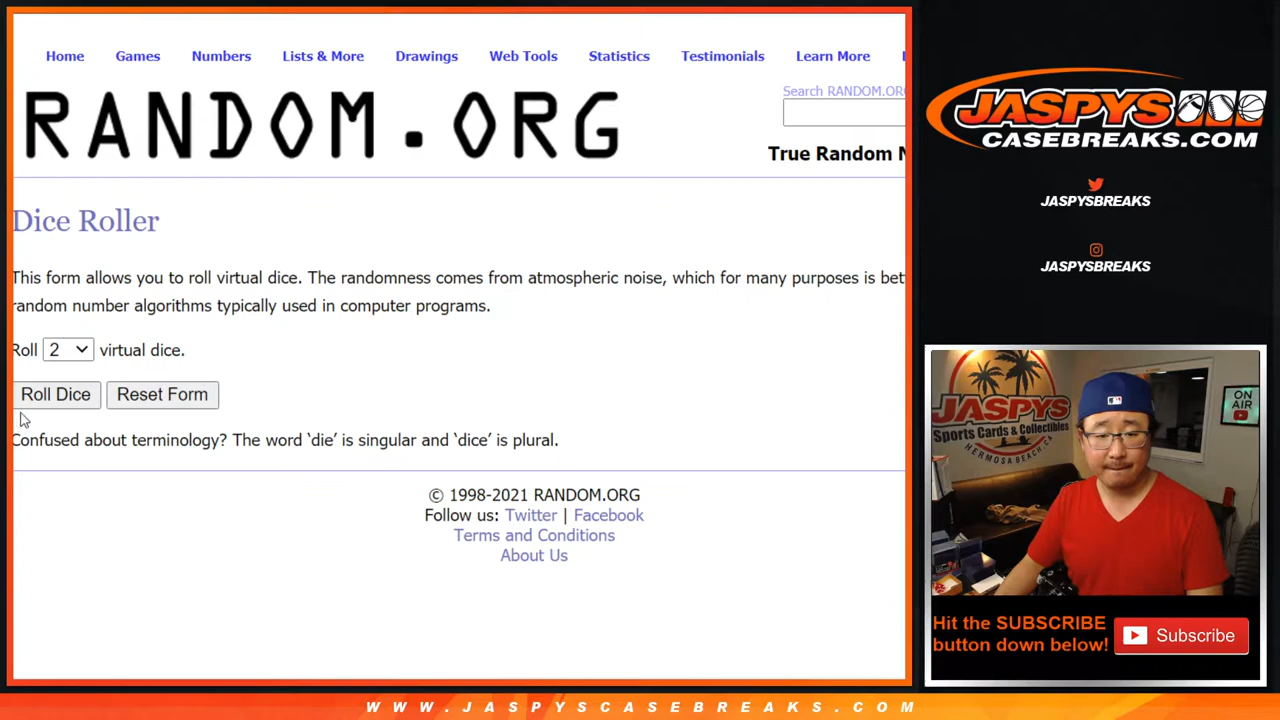 Home Games Numbers Lists & More Drawings Web Tools Statistics Testimonials Learn More
RANDOM.ORG
Search RANDOM.ORG
True Random N
Dice Roller
This form allows you to roll virtual dice. The randomness comes from atmospheric noise, which for many purposes is bet
random number algorithms typically used in computer programs.
Roll 2 virtual dice.
Roll Dice Reset Form
Confused about terminology? The word ‘die’ is singular and ‘dice’ is plural.
© 1998-2021 RANDOM.ORG
Follow us: Twitter | Facebook
Terms and Conditions
About Us
JASPYS
CASEBREAKS.COM
JASPYSBREAKS
JASPYSBREAKS
JASPYS
Sports Cards & Collectibles
HERMOSA BEACH, CA
ON AIR
Hit the SUBSCRIBE
button down below!
Subscribe
WWW.JASPYSCASEBREAKS.COM